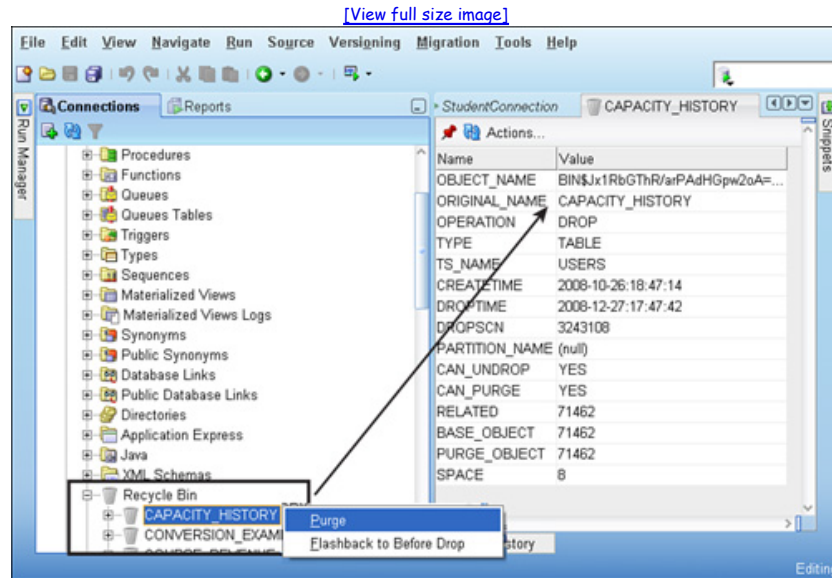 [View full size image]
File Edit View Navigate Run Source Versioning Migration Tools Help
Connections
Reports
Run Manager
Procedures
Functions
Queues
Queues Tables
Triggers
Types
Sequences
Materialized Views
Materialized Views Logs
Synonyms
Public Synonyms
Database Links
Public Database Links
Directories
Application Express
Java
XML Schemas
Recycle Bin
CAPACITY_HISTORY
CONVERSION_EXAM
Purge
Flashback to Before Drop
StudentConnection
CAPACITY_HISTORY
Actions...
Name Value
OBJECT_NAME BIN$Jx1RbGThR/arPAdHGpw2oA=...
ORIGINAL_NAME CAPACITY_HISTORY
OPERATION DROP
TYPE TABLE
TS_NAME USERS
CREATETIME 2008-10-26:18:47:14
DROPTIME 2008-12-27:17:47:42
DROPSCN 3243108
PARTITION_NAME (null)
CAN_UNDROP YES
CAN_PURGE YES
RELATED 71462
BASE_OBJECT 71462
PURGE_OBJECT 71462
SPACE 8
story
Snippets
Editing